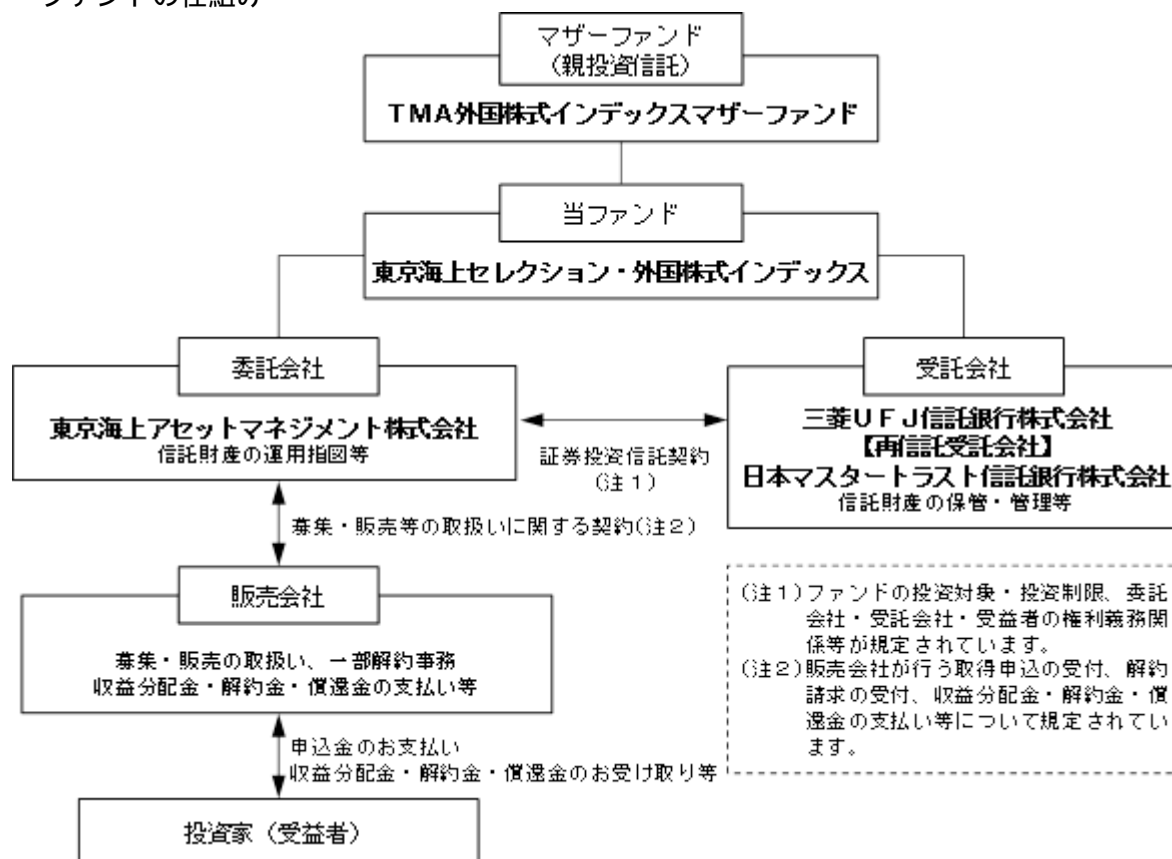 ファンドの仕組み
マザーファンド
（親投資信託）
ＴＭＡ外国株式インデックスマザーファンド
当ファンド
東京海上セレクション・外国株式インデックス
委託会社
東京海上アセットマネジメント株式会社
信託財産の運用指図等
証券投資信託契約
（注１）
受託会社
三菱ＵＦＪ信託銀行株式会社
【再信託受託会社】
日本マスタートラスト信託銀行株式会社
信託財産の保管・管理等
募集・販売等の取扱いに関する契約（注２）
販売会社
募集・販売の取扱い、一部解約事務
収益分配金・解約金・償還金の支払い等
（注１）ファンドの投資対象・投資制限、委託
会社・受託会社・受益者の権利義務関
係等が規定されています。
（注２）販売会社が行う取得申込の受付、解約
請求の受付、収益分配金・解約金・償
還金の支払い等について規定されてい
ます。
申込金のお支払い
収益分配金・解約金・償還金のお受け取り等
投資家（受益者）